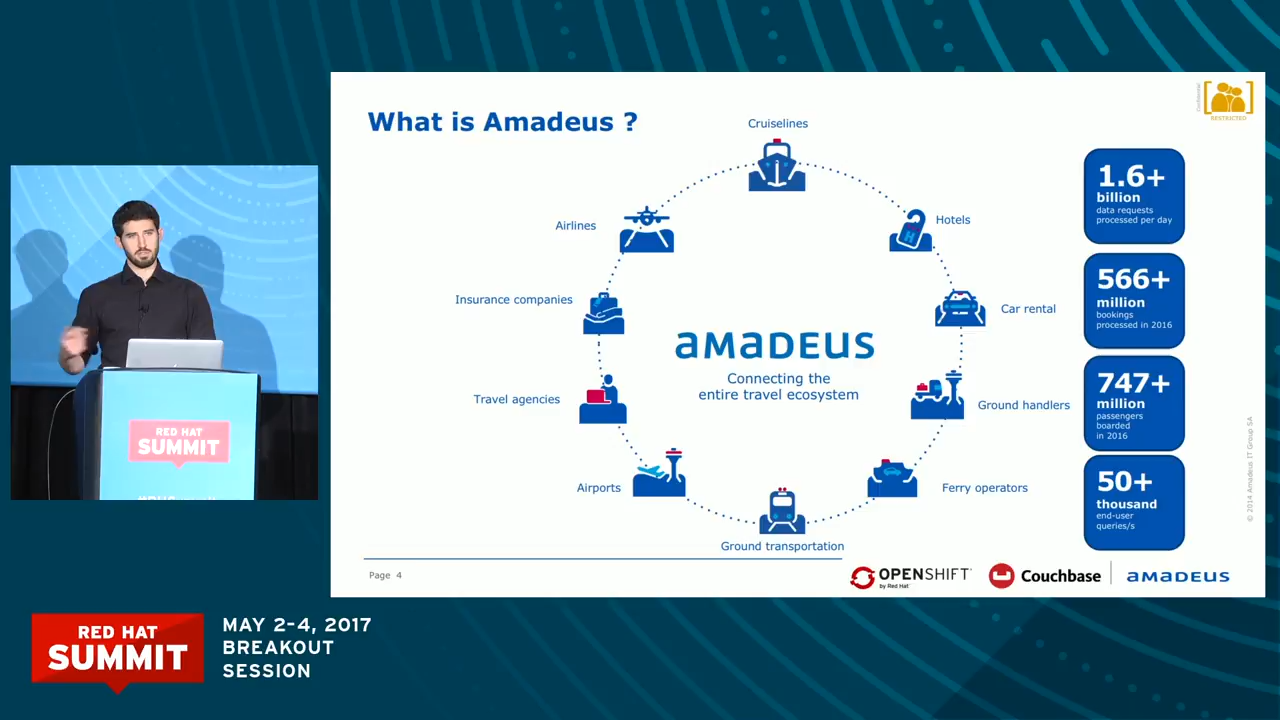 What is Amadeus ?
Confidential
RESTRICTED
Cruiselines
Airlines
Hotels
Insurance companies
Car rental
Travel agencies
Ground handlers
Airports
Ferry operators
Ground transportation
H
amadeus
Connecting the
entire travel ecosystem
1.6+
billion
data requests
processed per day
566+
million
bookings
processed in 2016
747+
million
passengers
boarded
in 2016
50+
thousand
end-user
queries/s
© 2014 Amadeus IT Group SA
Page 4
OPENSHIFT
by Red Hat
Couchbase
amadeus
RED HAT
SUMMIT
RED HAT
SUMMIT
MAY 2–4, 2017
BREAKOUT
SESSION